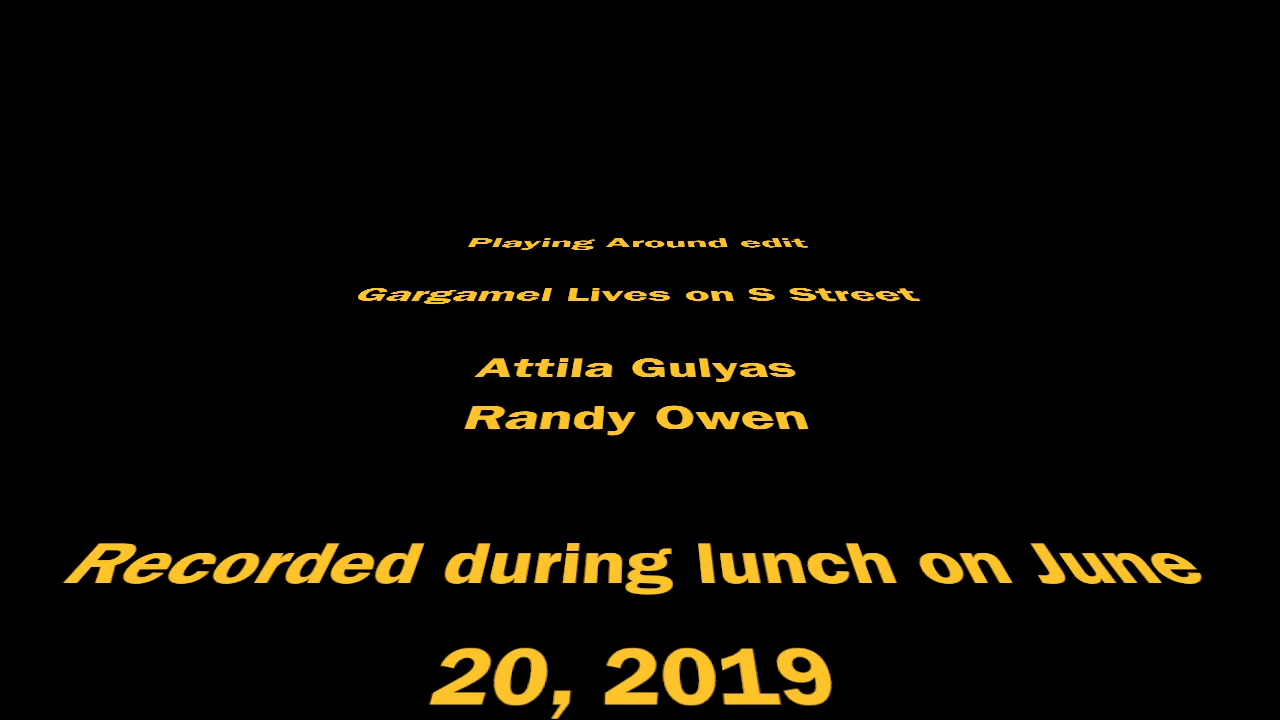 Playing Around edit
Gargamel Lives on S Street
Attila Gulyas
Randy Owen
Recorded during lunch on June
20, 2019